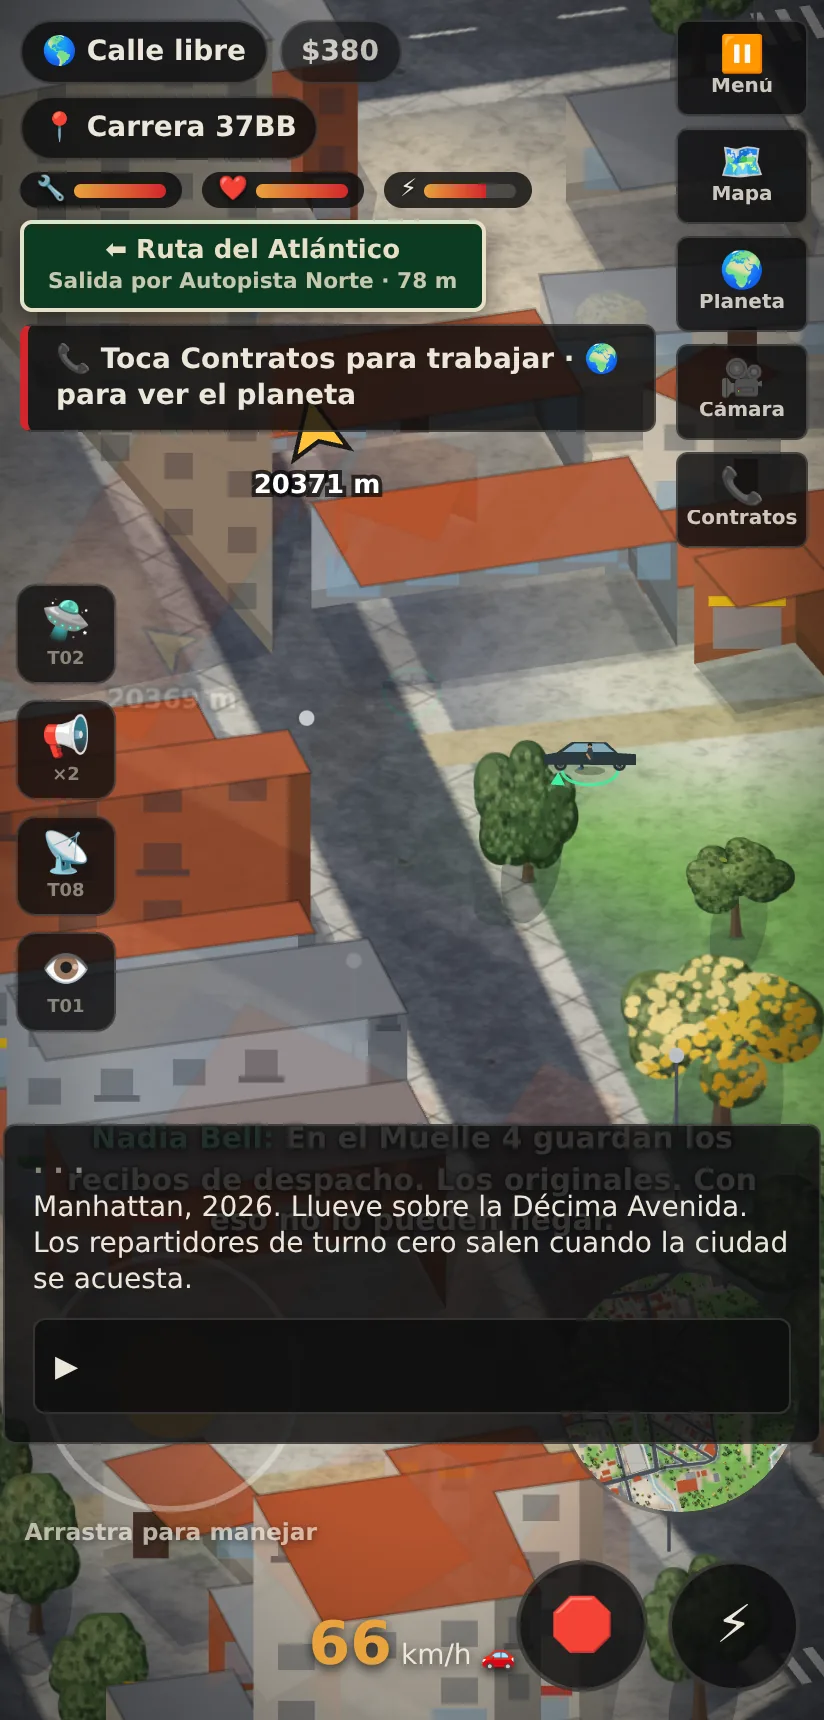 Calle libre
$380
Menú
Carrera 37BB
Mapa
← Ruta del Atlántico
Salida por Autopista Norte · 78 m
Planeta
Toca Contratos para trabajar ·
para ver el planeta
Cámara
20371 m
Contratos
T02
20369 m
×2
T08
T01
Nadia Bell: En el Muelle 4 guardan los
recibos de despacho. Los originales. Con
eso no lo pueden negar.
...
Manhattan, 2026. Llueve sobre la Décima Avenida.
Los repartidores de turno cero salen cuando la ciudad
se acuesta.
Arrastra para manejar
66 km/h